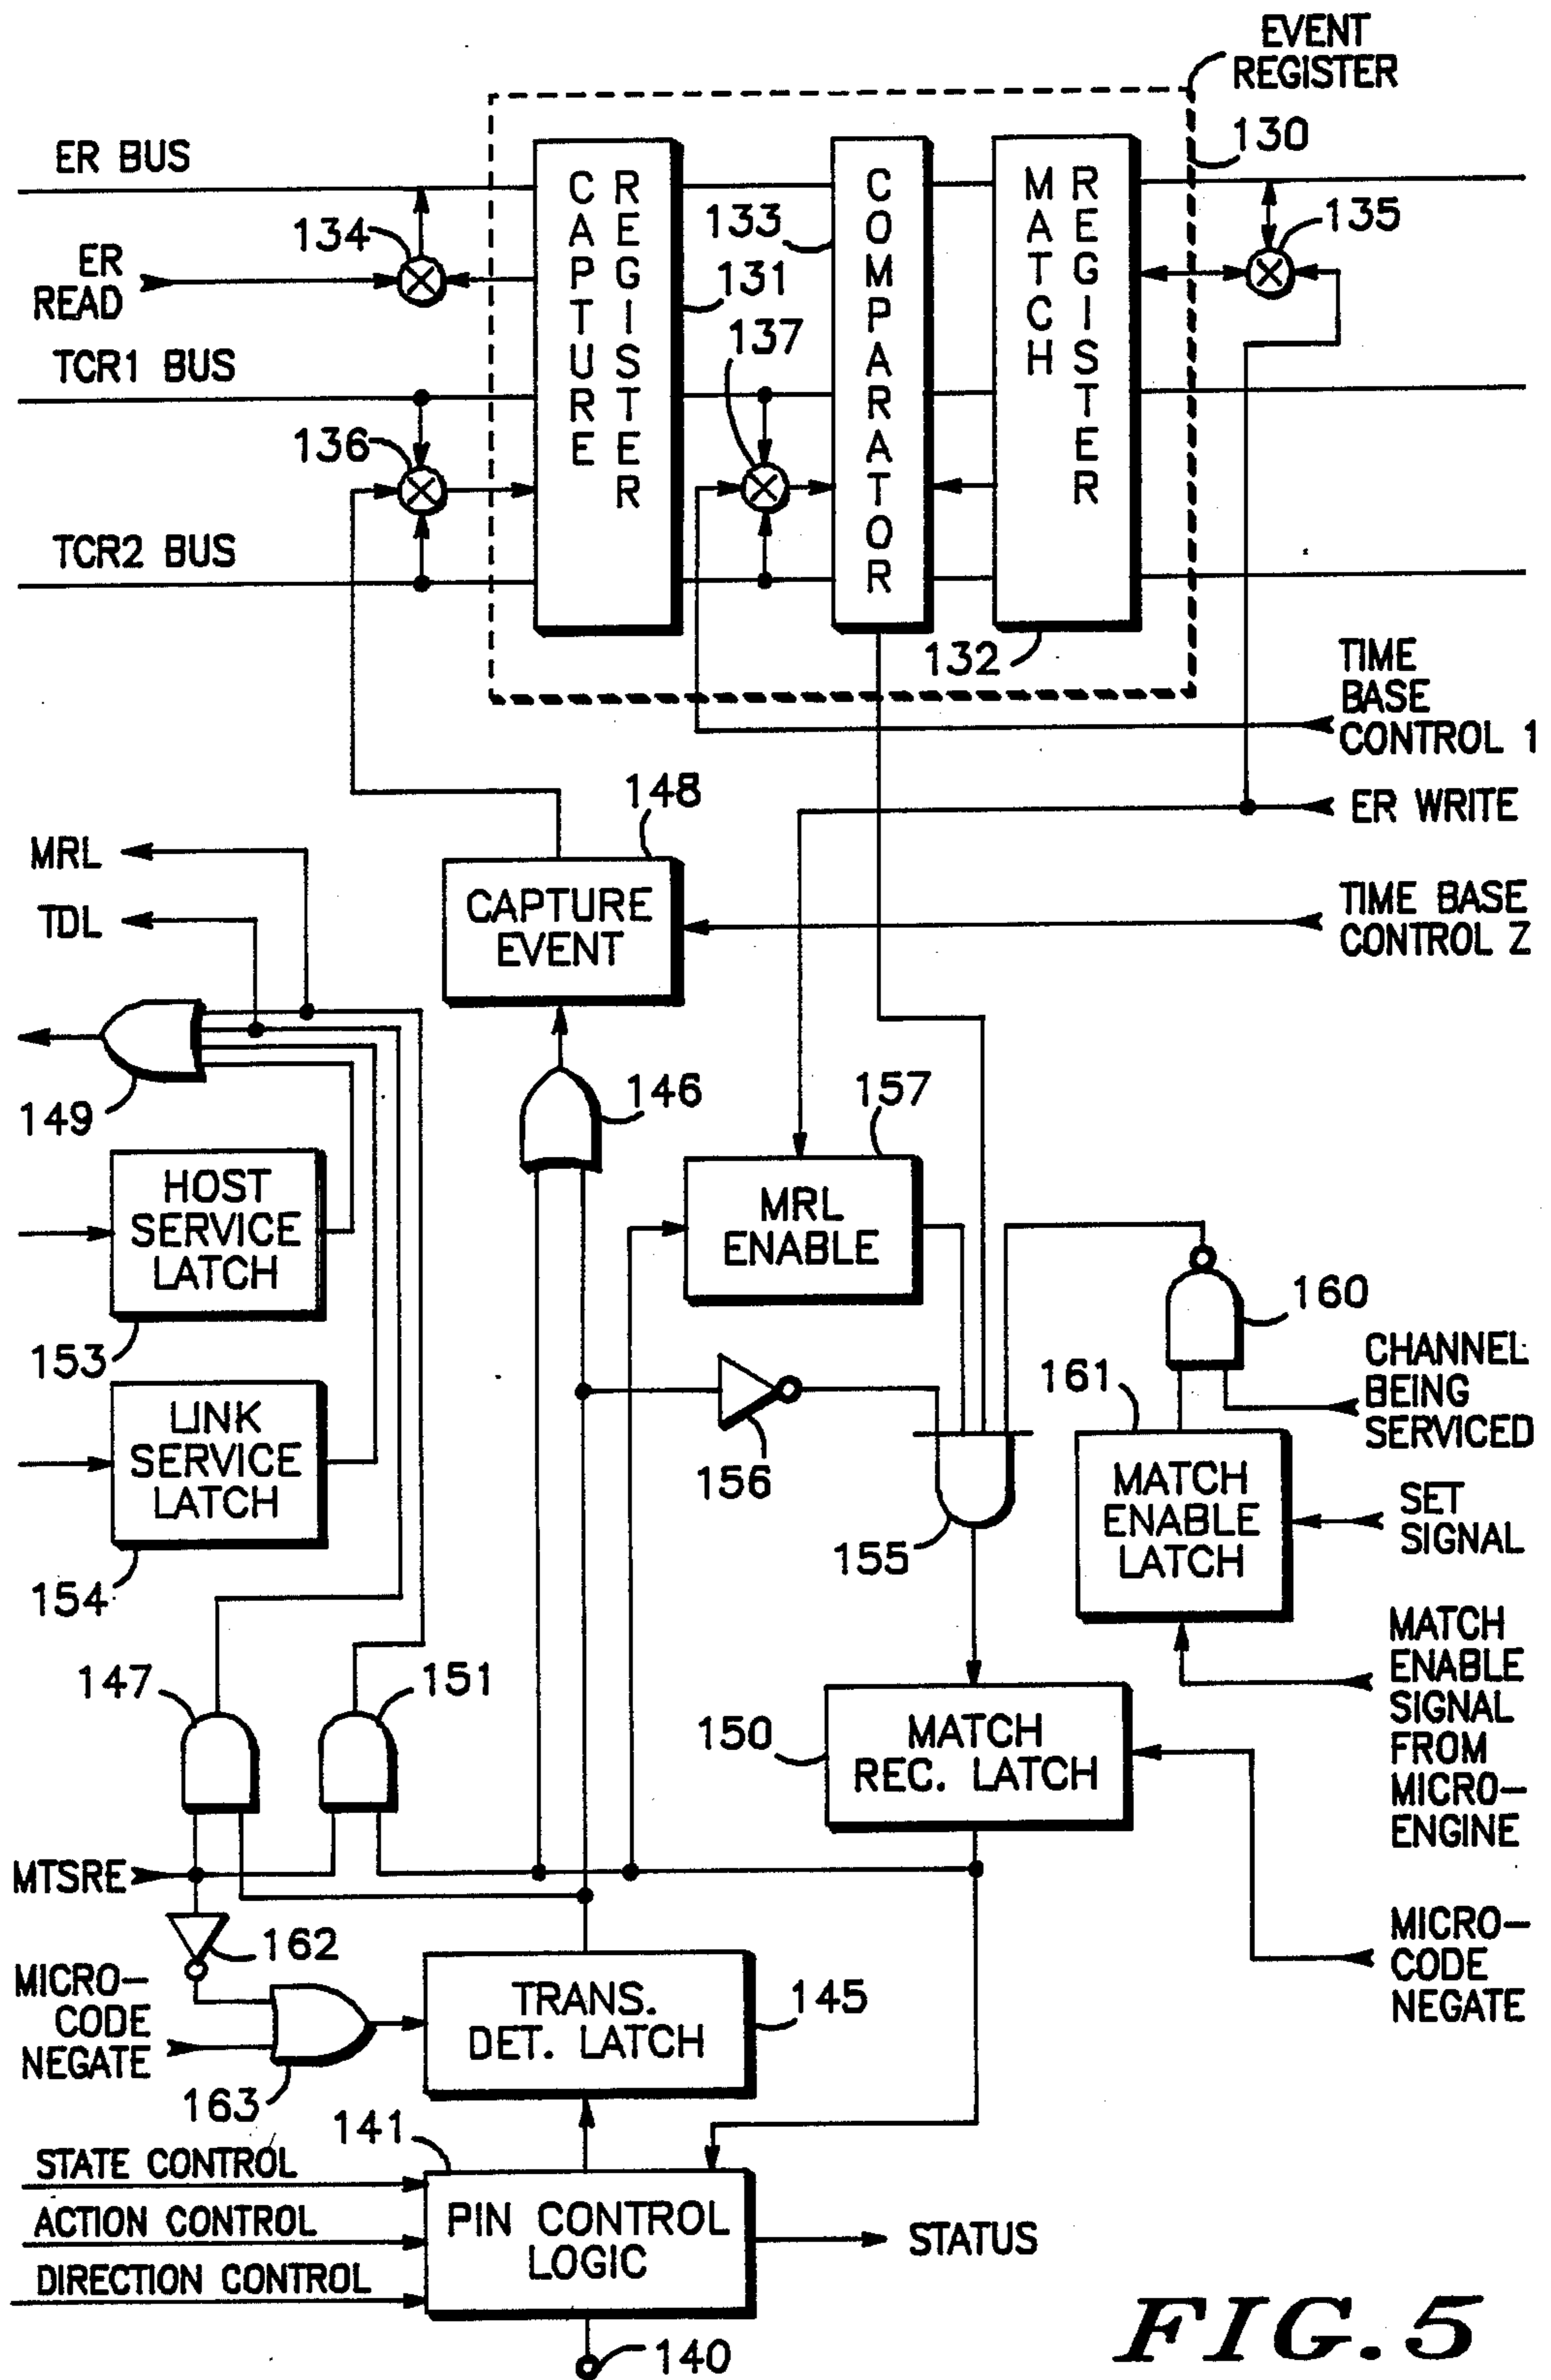 EVENT
REGISTER
130
ER BUS
134
ER
READ
CAPTURE
REGISTER
131
133
COMPARATOR
MATCH
REGISTER
135
TCR1 BUS
137
136
TCR2 BUS
132
TIME
BASE
CONTROL 1
148
ER WRITE
MRL
TDL
CAPTURE
EVENT
TIME BASE
CONTROL Z
149
146
157
HOST
SERVICE
LATCH
153
MRL
ENABLE
160
CHANNEL
BEING
SERVICED
161
LINK
SERVICE
LATCH
154
156
155
MATCH
ENABLE
LATCH
SET
SIGNAL
MATCH
ENABLE
SIGNAL
FROM
MICRO-
ENGINE
147
151
150
MATCH
REC. LATCH
MTSRE
162
MICRO-
CODE
NEGATE
MICRO-
CODE
NEGATE
163
TRANS.
DET. LATCH
145
141
STATE CONTROL
ACTION CONTROL
DIRECTION CONTROL
PIN CONTROL
LOGIC
STATUS
140
FIG. 5